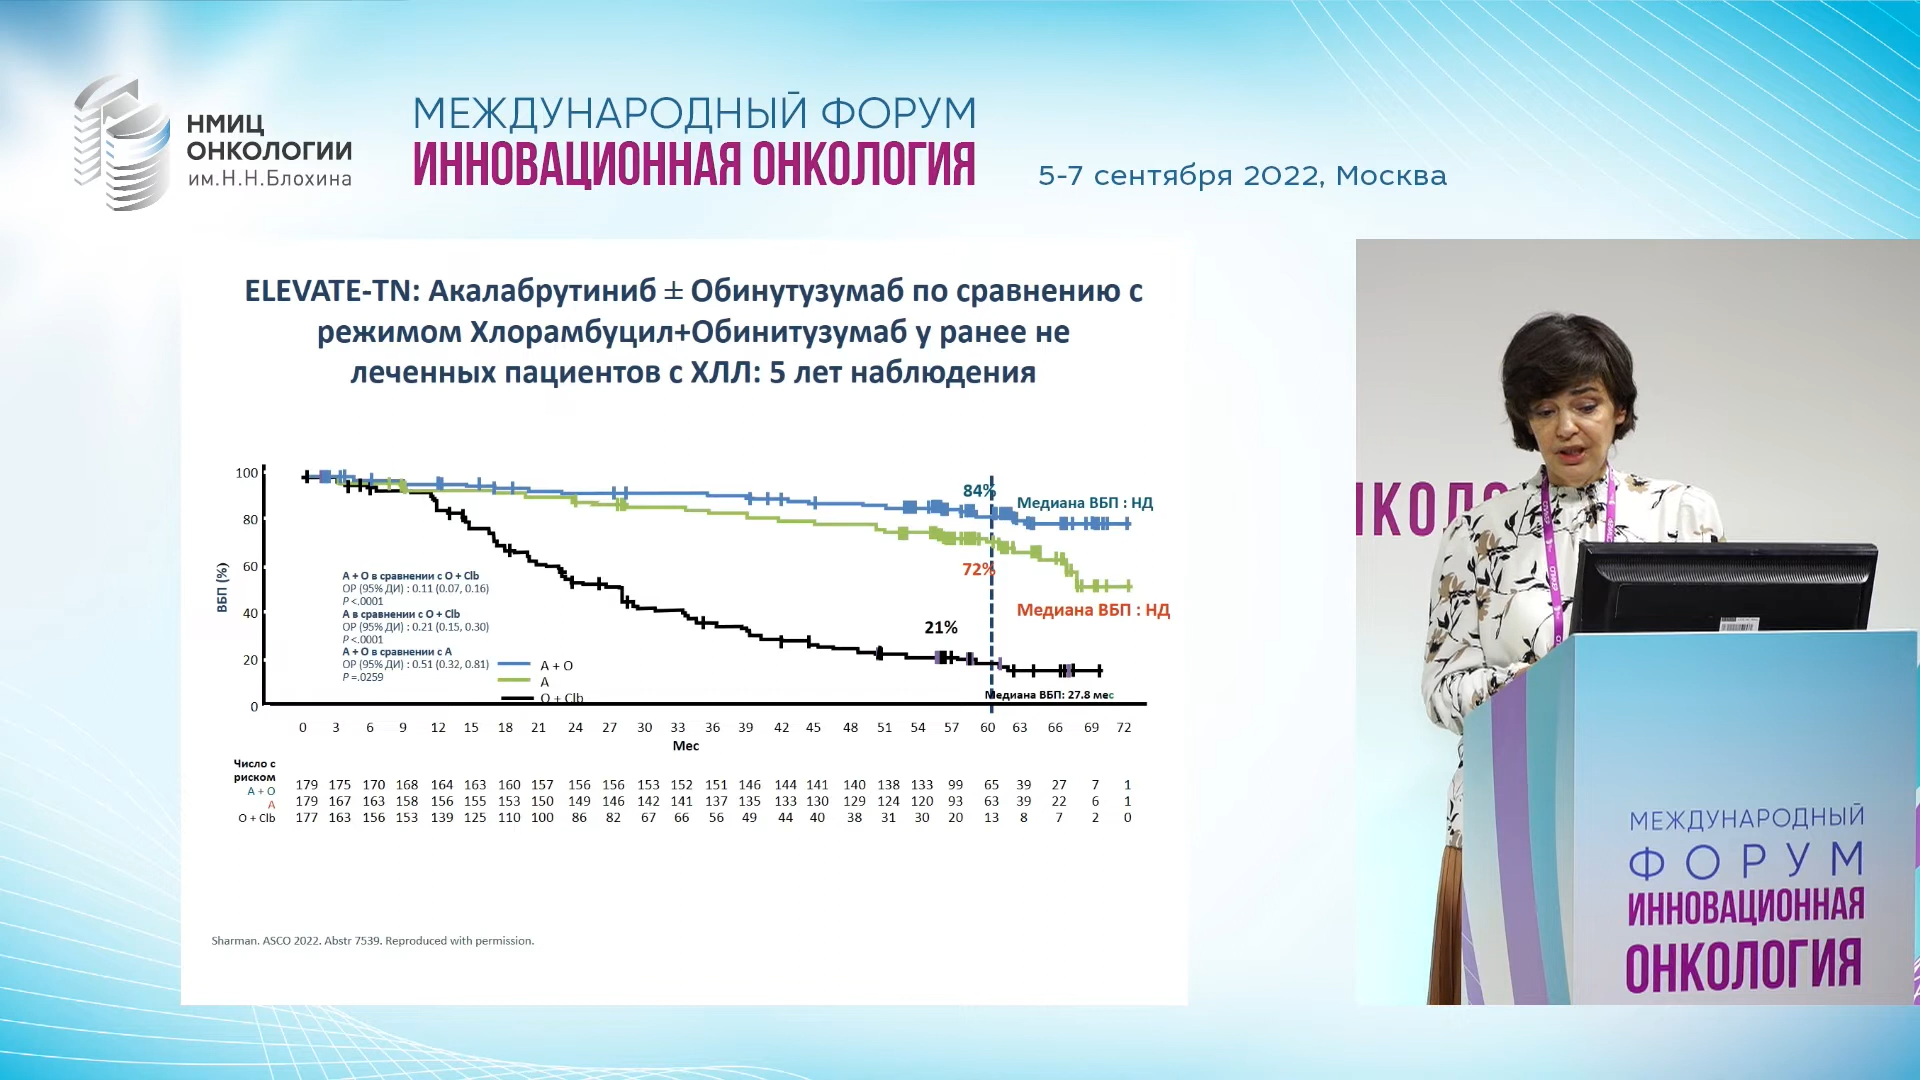 НМИЦ
ОНКОЛОГИИ
им.Н.Н.Блохина
МЕЖДУНАРОДНЫЙ ФОРУМ
ИННОВАЦИОННАЯ ОНКОЛОГИЯ
5-7 сентября 2022, Москва
ELEVATE-TN: Акалабрутиниб ± Обинутузумаб по сравнению с
режимом Хлорамбуцил+Обинитузумаб у ранее не
леченных пациентов с ХЛЛ: 5 лет наблюдения
ВБП (%)
100
80
60
40
20
0
84%
Медиана ВБП : НД
72%
Медиана ВБП : НД
21%
Медиана ВБП: 27.8 мес
A + O в сравнении с O + Clb
ОР (95% ДИ) : 0.11 (0.07, 0.16)
P <.0001
A в сравнении с O + Clb
ОР (95% ДИ) : 0.21 (0.15, 0.30)
P <.0001
A + O в сравнении с A
ОР (95% ДИ) : 0.51 (0.32, 0.81)
P =.0259
A + O
A
O + Clb
0 3 6 9 12 15 18 21 24 27 30 33 36 39 42 45 48 51 54 57 60 63 66 69 72
Мес
Число с
риском
A + O 179 175 170 168 164 163 160 157 156 156 153 152 151 146 144 141 140 138 133 99 65 39 27 7 1
A 179 167 163 158 156 155 153 150 149 146 142 141 137 135 133 130 129 124 120 93 63 39 22 6 1
O + Clb 177 163 156 153 139 125 110 100 86 82 67 66 56 49 44 40 38 31 30 20 13 8 7 2 0
Sharman. ASCO 2022. Abstr 7539. Reproduced with permission.
МЕЖДУНАРОДНЫЙ
ФОРУМ
ИННОВАЦИОННАЯ
ОНКОЛОГИЯ